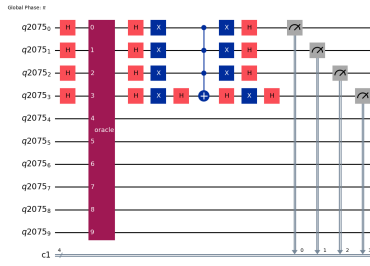 Global Phase: π
q2075₀ H H X X H
0
q2075₁ H H X X H
1
q2075₂ H H X X H
2
q2075₃ H H X H H X H
3
q2075₄
4
oracle
q2075₅
5
q2075₆
6
q2075₇
7
q2075₈
8
q2075₉
9
4 0 1 2
c1